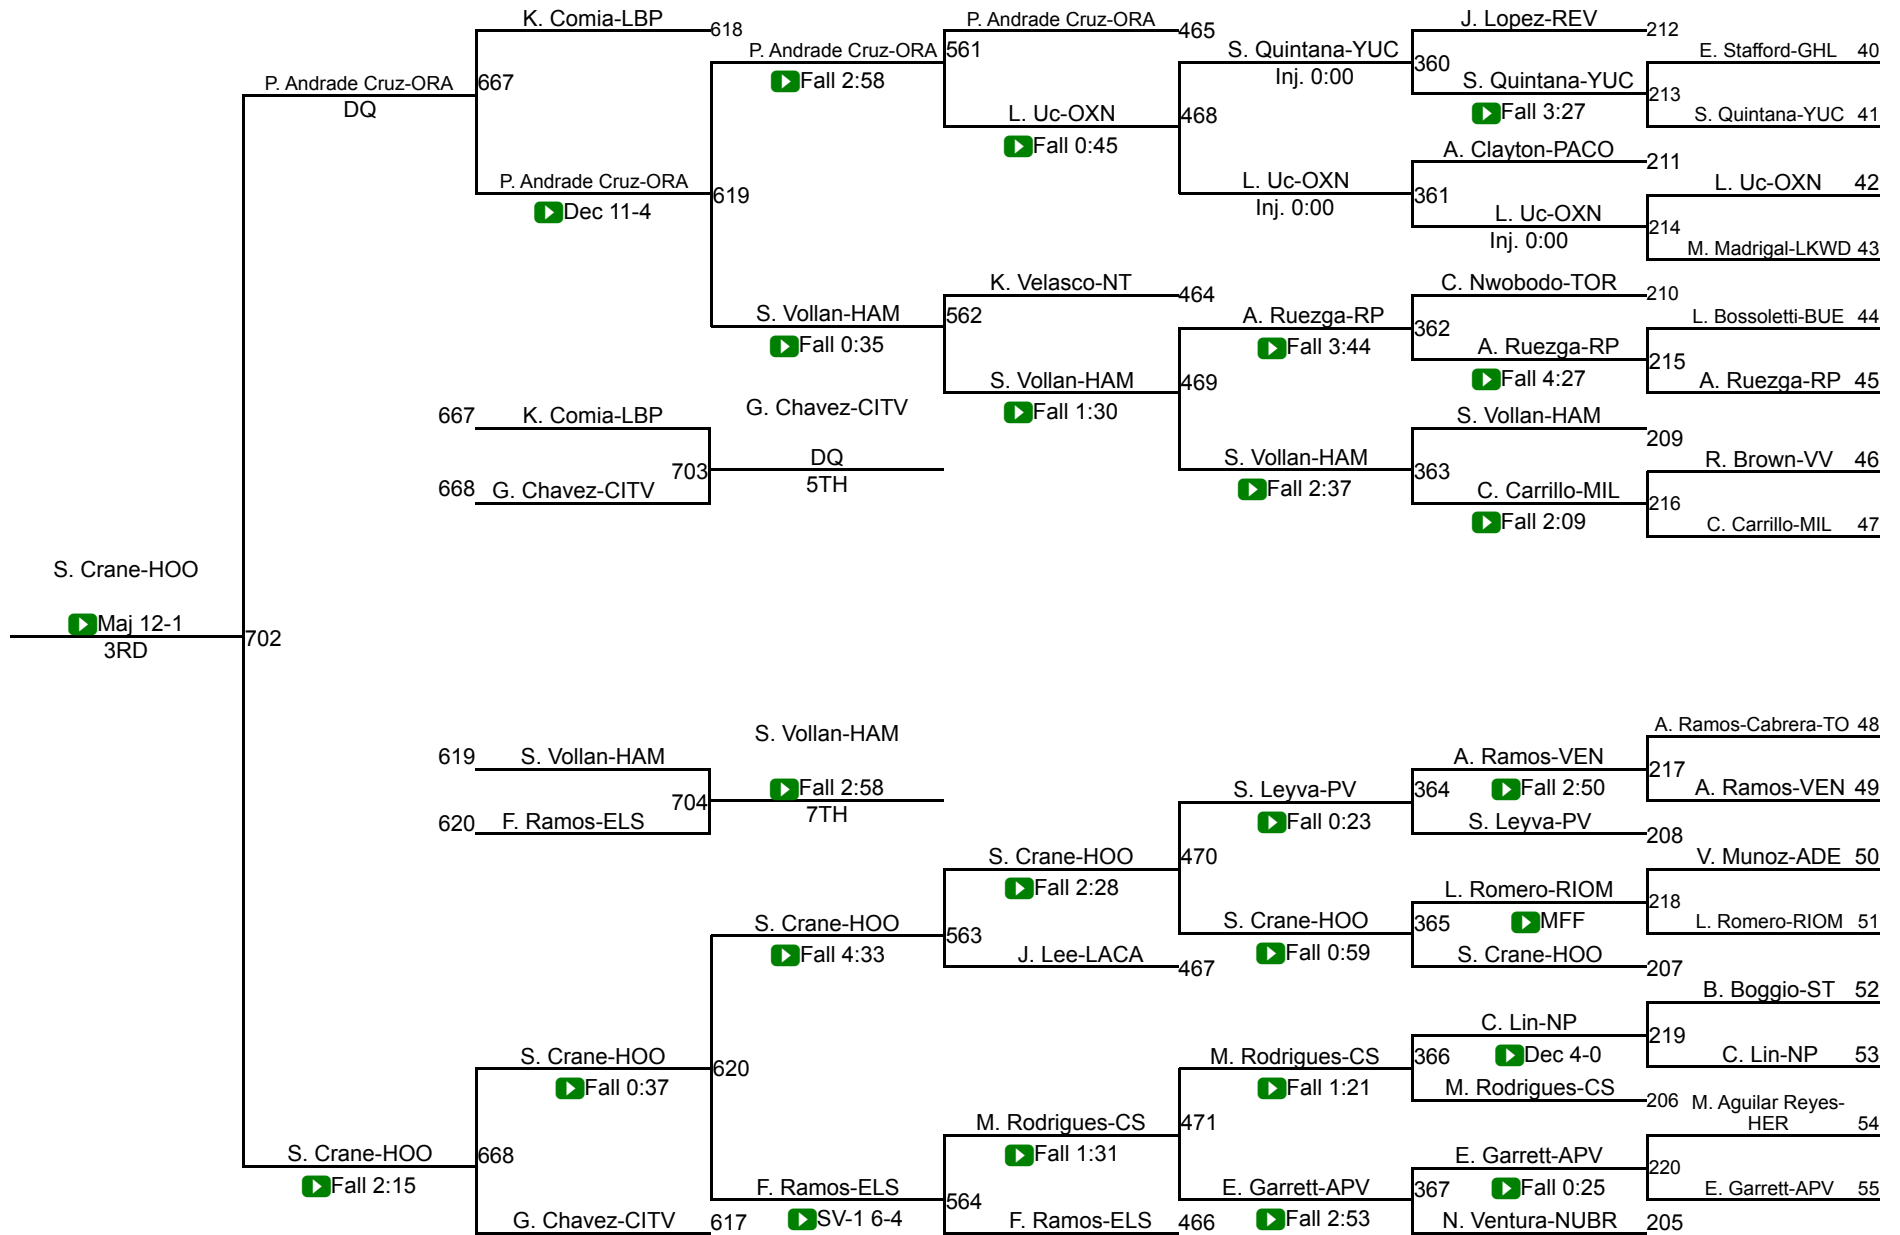 K. Comia-LBP
618
P. Andrade Cruz-ORA
465
J. Lopez-REV
212
P. Andrade Cruz-ORA
561
S. Quintana-YUC
360
E. Stafford-GHL 40
P. Andrade Cruz-ORA
667
Fall 2:58
Inj. 0:00
S. Quintana-YUC
213
DQ
L. Uc-OXN
468
Fall 3:27
S. Quintana-YUC 41
Fall 0:45
A. Clayton-PACO
211
P. Andrade Cruz-ORA
619
L. Uc-OXN
361
L. Uc-OXN 42
Dec 11-4
Inj. 0:00
L. Uc-OXN
214
Inj. 0:00
M. Madrigal-LKWD 43
K. Velasco-NT
464
C. Nwobodo-TOR
210
S. Vollan-HAM
562
A. Ruezga-RP
362
L. Bossoletti-BUE 44
Fall 0:35
Fall 3:44
A. Ruezga-RP
215
S. Vollan-HAM
469
Fall 4:27
A. Ruezga-RP 45
667
K. Comia-LBP
G. Chavez-CITV
Fall 1:30
S. Vollan-HAM
209
703
DQ
S. Vollan-HAM
363
R. Brown-VV 46
668
G. Chavez-CITV
5TH
Fall 2:37
C. Carrillo-MIL
216
Fall 2:09
C. Carrillo-MIL 47
S. Crane-HOO
Maj 12-1
702
3RD
S. Vollan-HAM
A. Ramos-Cabrera-TO 48
619
S. Vollan-HAM
A. Ramos-VEN
217
704
Fall 2:58
S. Leyva-PV
364
Fall 2:50
A. Ramos-VEN 49
620
F. Ramos-ELS
7TH
Fall 0:23
S. Leyva-PV
208
S. Crane-HOO
470
V. Munoz-ADE 50
Fall 2:28
L. Romero-RIOM
218
S. Crane-HOO
563
S. Crane-HOO
365
MFF
L. Romero-RIOM 51
Fall 4:33
J. Lee-LACA
467
Fall 0:59
S. Crane-HOO
207
B. Boggio-ST 52
C. Lin-NP
219
S. Crane-HOO
620
M. Rodrigues-CS
366
Dec 4-0
C. Lin-NP 53
Fall 0:37
Fall 1:21
M. Rodrigues-CS
206
M. Aguilar Reyes-
HER 54
M. Rodrigues-CS
471
S. Crane-HOO
668
Fall 1:31
E. Garrett-APV
220
Fall 2:15
F. Ramos-ELS
564
E. Garrett-APV
367
Fall 0:25
E. Garrett-APV 55
G. Chavez-CITV
617
SV-1 6-4
F. Ramos-ELS
466
Fall 2:53
N. Ventura-NUBR
205